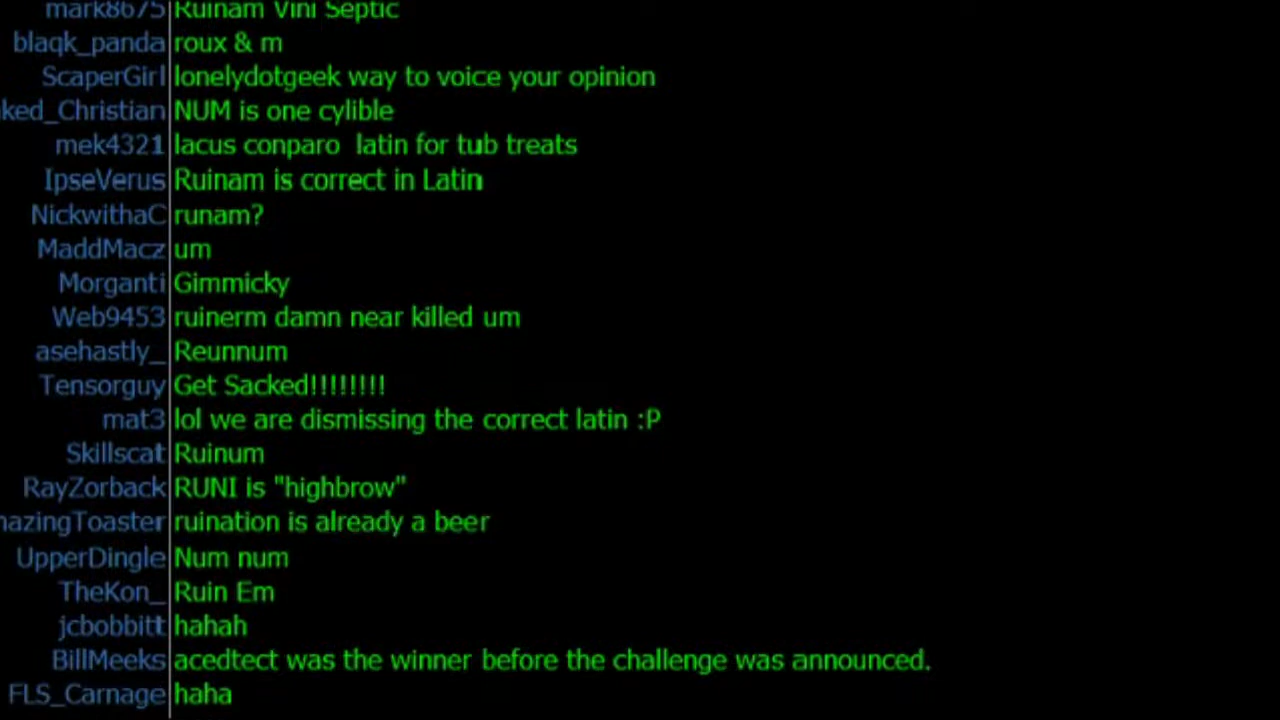 mark8675 Ruinam Vini Septic
blaqk_panda roux & m
ScaperGirl lonelydotgeek way to voice your opinion
ked_Christian NUM is one cylible
mek4321 lacus conparo latin for tub treats
IpseVerus Ruinam is correct in Latin
NickwithaC runam?
MaddMacz um
Morganti Gimmicky
Web9453 ruinerm damn near killed um
asehastly_ Reunnum
Tensorguy Get Sacked!!!!!!!!
mat3 lol we are dismissing the correct latin :P
Skillscat Ruinum
RayZorback RUNI is "highbrow"
nazingToaster ruination is already a beer
UpperDingle Num num
TheKon_ Ruin Em
jcbobbitt hahah
BillMeeks acedtect was the winner before the challenge was announced.
FLS_Carnage haha